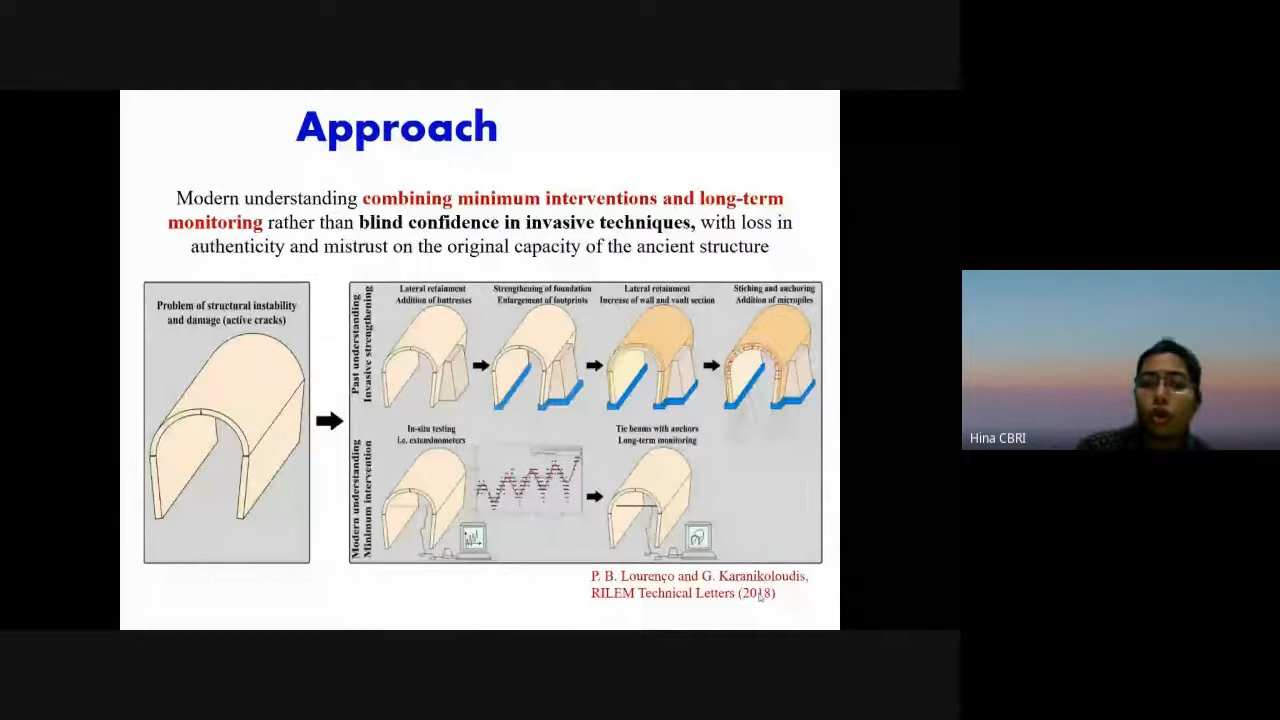 Approach
Modern understanding combining minimum interventions and long-term
monitoring rather than blind confidence in invasive techniques, with loss in
authenticity and mistrust on the original capacity of the ancient structure
Problem of structural instability
and damage (active cracks)
Past understanding
Invasive strengthening
Lateral retainment
Addition of buttresses
Strengthening of foundation
Enlargement of footprints
Lateral retainment
Increase of wall and vault section
Stiching and anchoring
Addition of micropiles
Modern understanding
Minimum intervention
In-situ testing
i.e. extensinometers
Tie beams with anchors
Long-term monitoring
P. B. Lourenço and G. Karanikoloudis,
RILEM Technical Letters (2018)
Hina CBRI